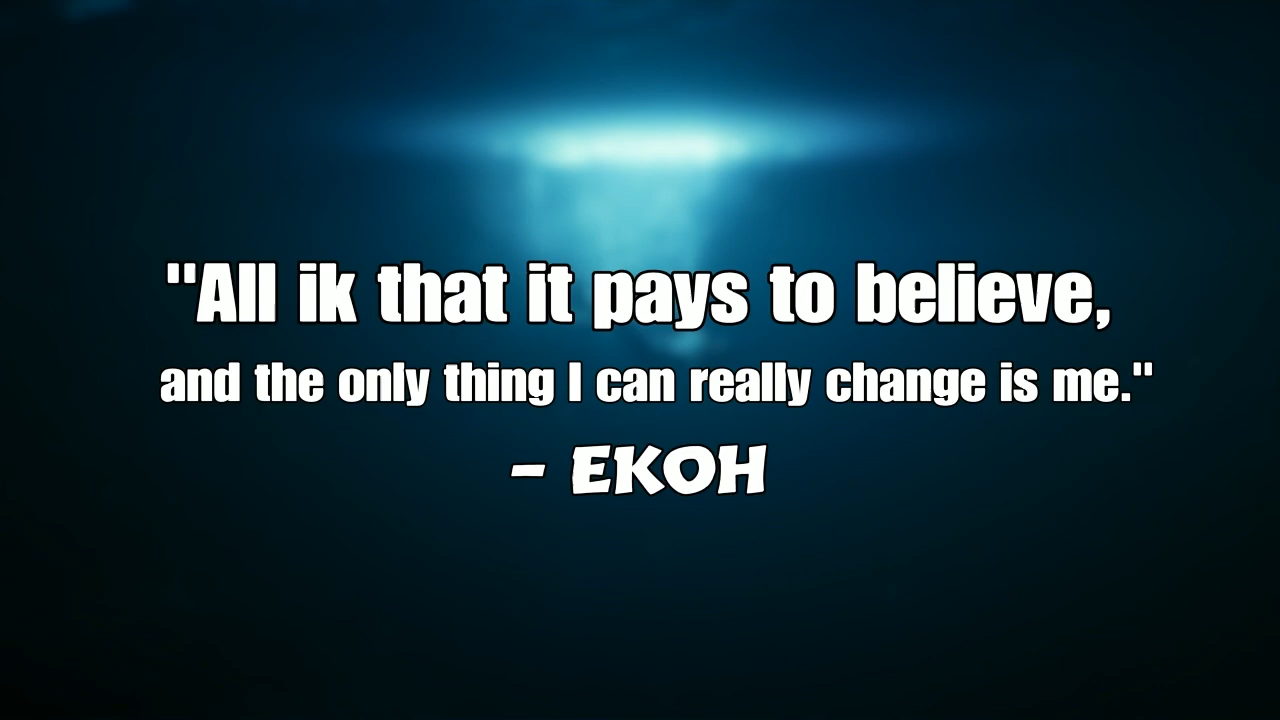 "All ik that it pays to believe,
and the only thing I can really change is me."
- EKOH